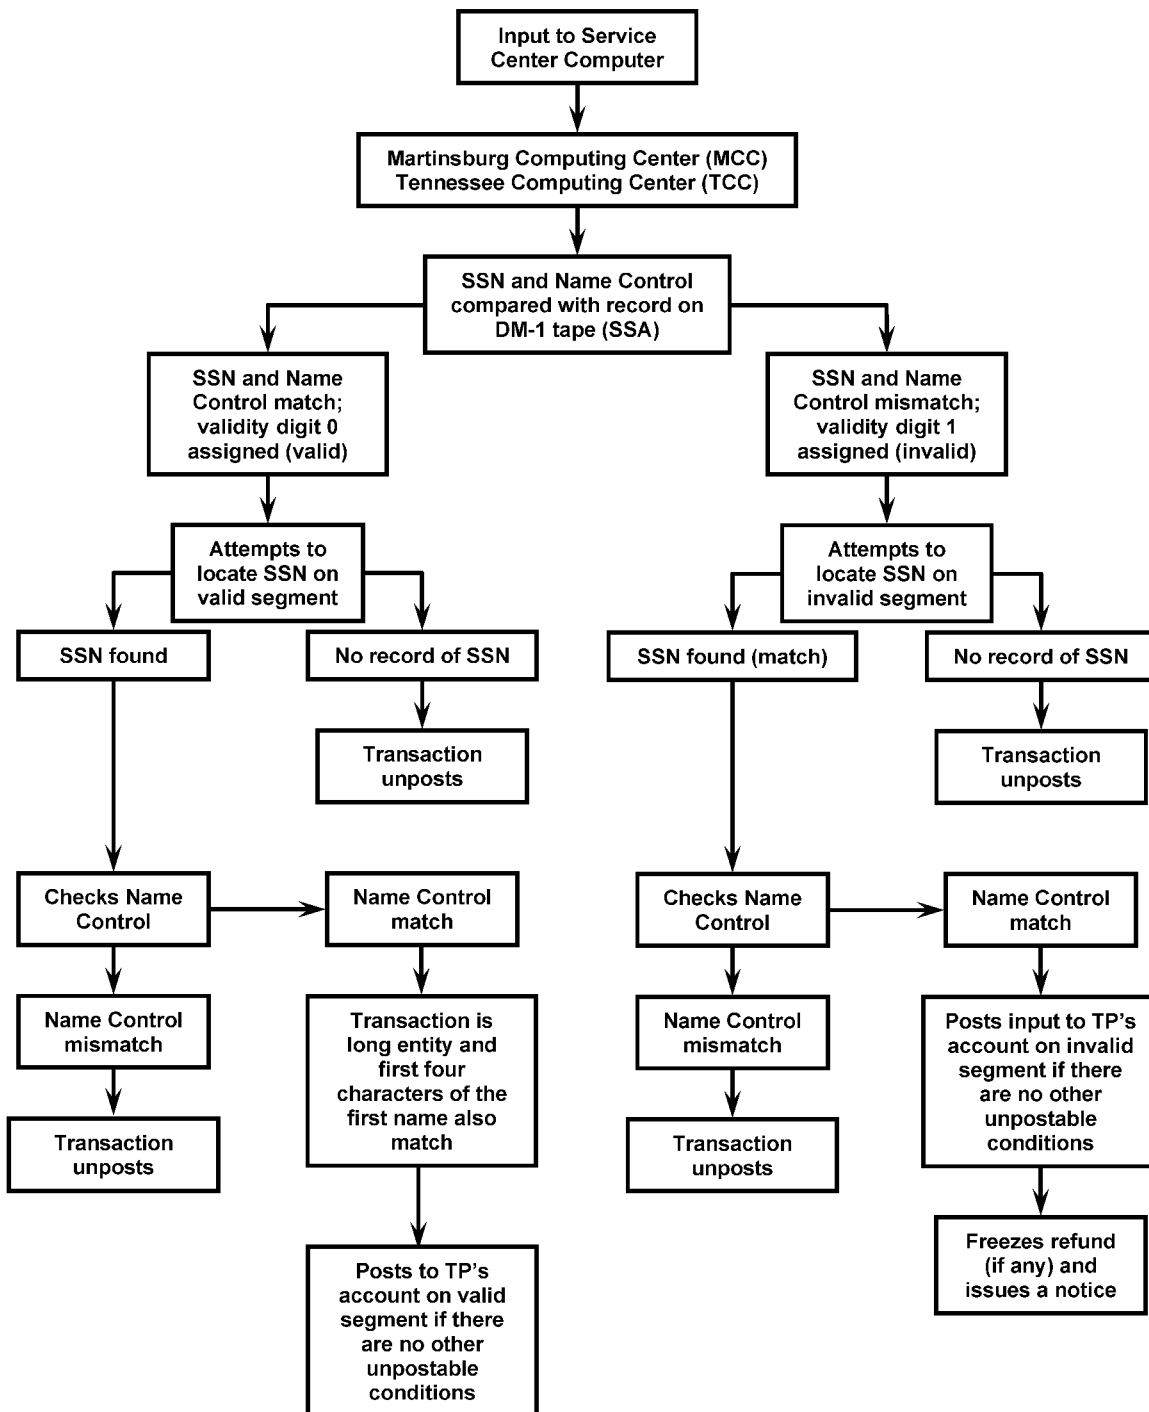 Input to Service
Center Computer
Martinsburg Computing Center (MCC)
Tennessee Computing Center (TCC)
SSN and Name Control
compared with record on
DM-1 tape (SSA)
SSN and Name
Control match;
validity digit 0
assigned (valid)
SSN and Name
Control mismatch;
validity digit 1
assigned (invalid)
Attempts to
locate SSN on
valid segment
Attempts to
locate SSN on
invalid segment
SSN found
No record of SSN
SSN found (match)
No record of SSN
Transaction
unposts
Transaction
unposts
Checks Name
Control
Name Control
match
Checks Name
Control
Name Control
match
Name Control
mismatch
Transaction is
long entity and
first four
characters of the
first name also
match
Name Control
mismatch
Posts input to TP’s
account on invalid
segment if there
are no other
unpostable
conditions
Transaction
unposts
Transaction
unposts
Freezes refund
(if any) and
issues a notice
Posts to TP’s
account on valid
segment if there
are no other
unpostable
conditions